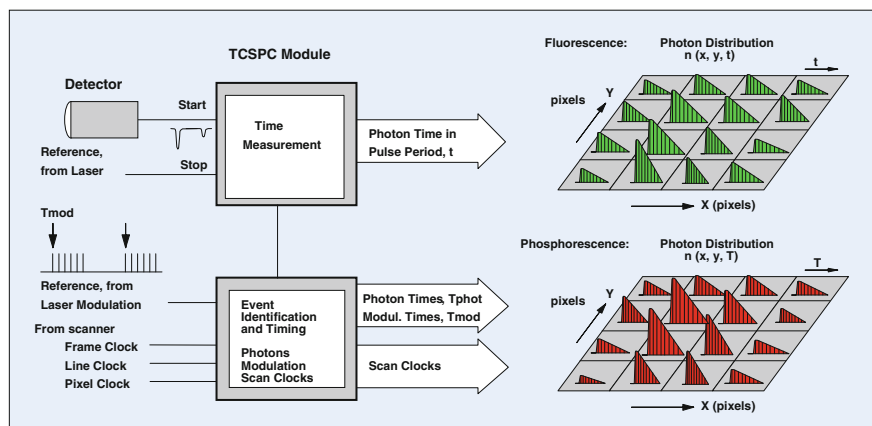 TCSPC Module
Detector
Start
Reference,
from Laser
Stop
Time
Measurement
Photon Time in
Pulse Period, t
Tmod
Reference, from
Laser Modulation
From scanner
Frame Clock
Line Clock
Pixel Clock
Event
Identification
and Timing
Photons
Modulation
Scan Clocks
Photon Times, Tphot
Modul. Times, Tmod
Scan Clocks
Fluorescence: Photon Distribution
n (x, y, t)
t
Y
pixels
X (pixels)
Phosphorescence: Photon Distribution
n (x, y, T)
T
Y
pixels
X (pixels)